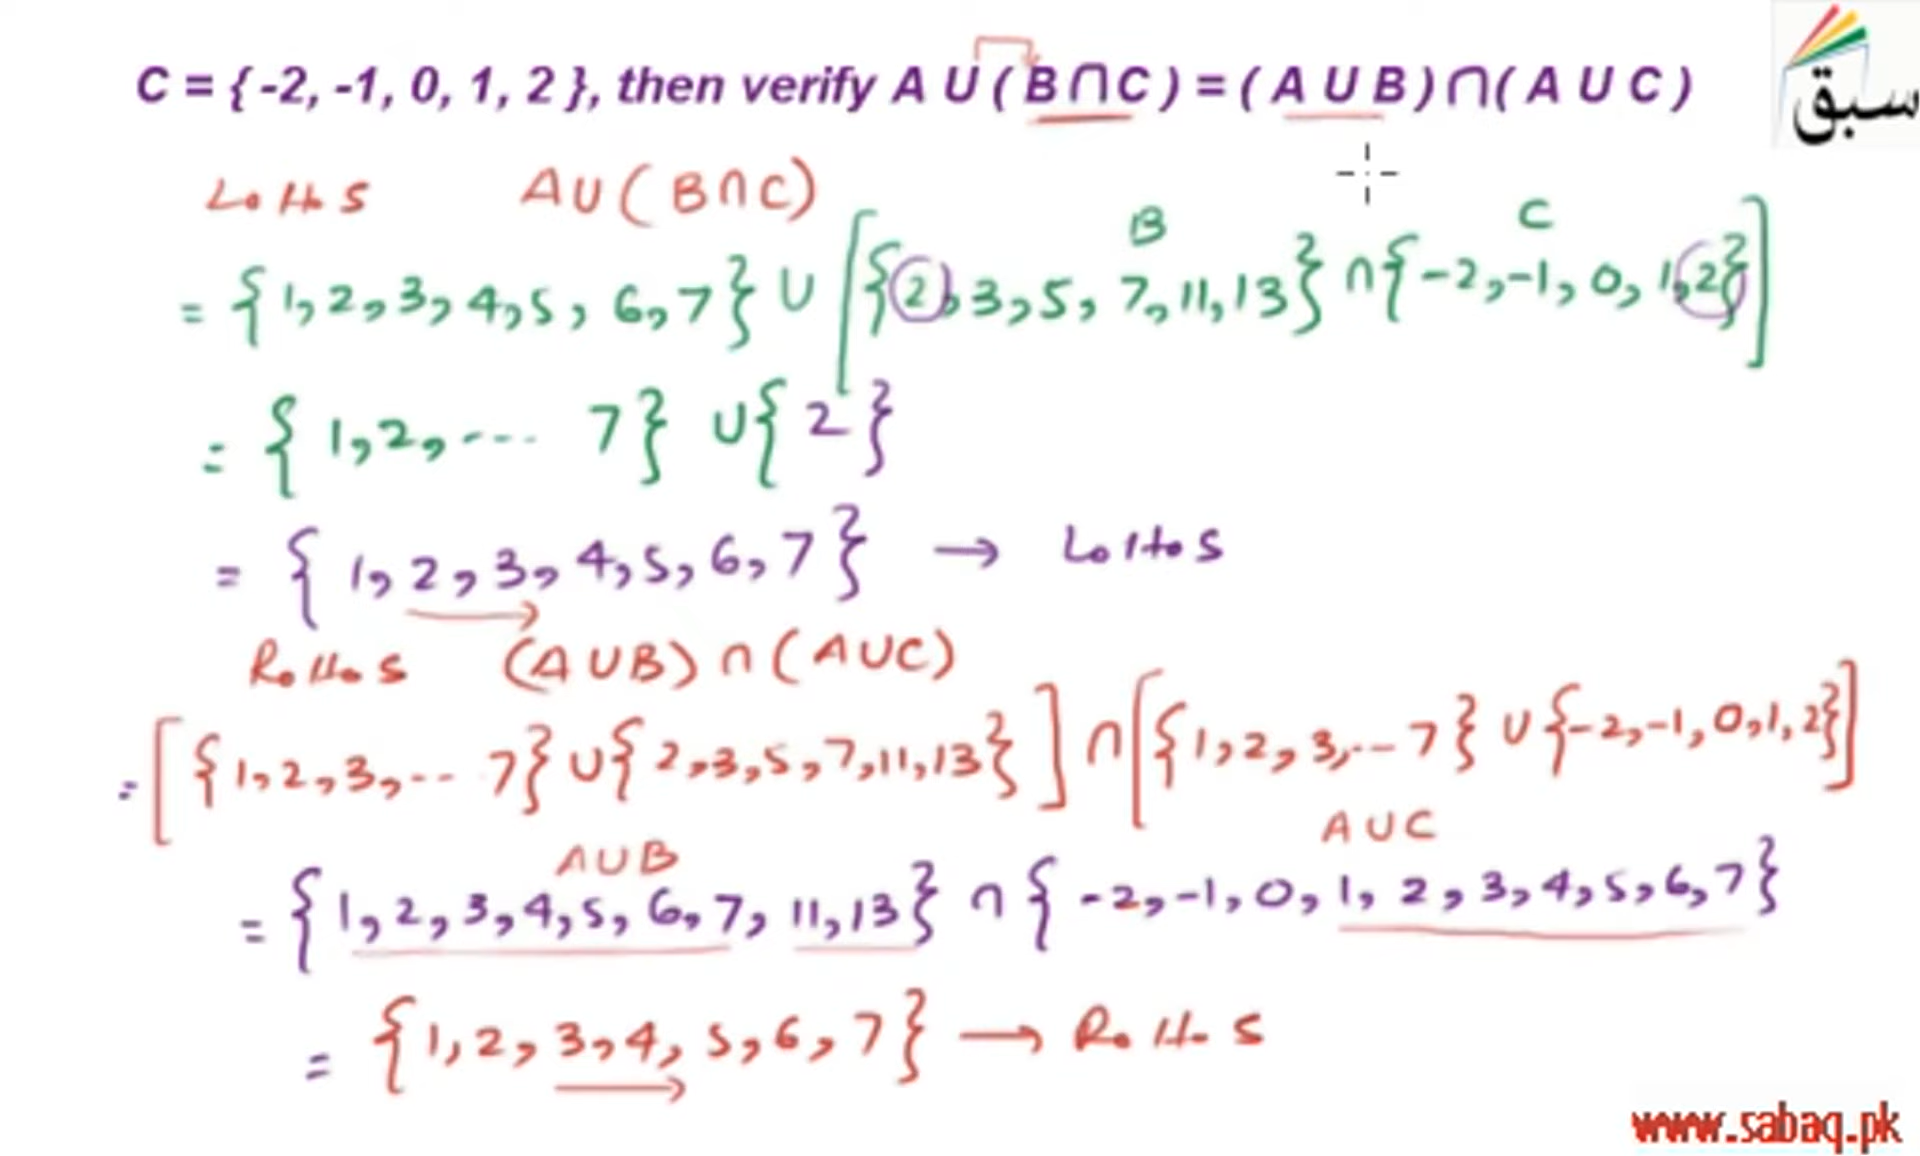 C = { -2, -1, 0, 1, 2 }, then verify A U ( B ∩ C ) = ( A U B ) ∩ ( A U C )
سبق
L.H.S A∪(B∩C)
B C
= {1,2,3,4,5,6,7} ∪ [{2,3,5,7,11,13} ∩ {-2,-1,0,1,2}]
= {1,2,--- 7} ∪ {2}
= {1,2,3,4,5,6,7} → L.H.S
R.H.S (A∪B)∩(A∪C)
= [{1,2,3,--- 7} ∪ {2,3,5,7,11,13}] ∩ [{1,2,3,--- 7} ∪ {-2,-1,0,1,2}]
A∪B A∪C
= {1,2,3,4,5,6,7,11,13} ∩ {-2,-1,0,1,2,3,4,5,6,7}
= {1,2,3,4,5,6,7} → R.H.S
www.sabaq.pk